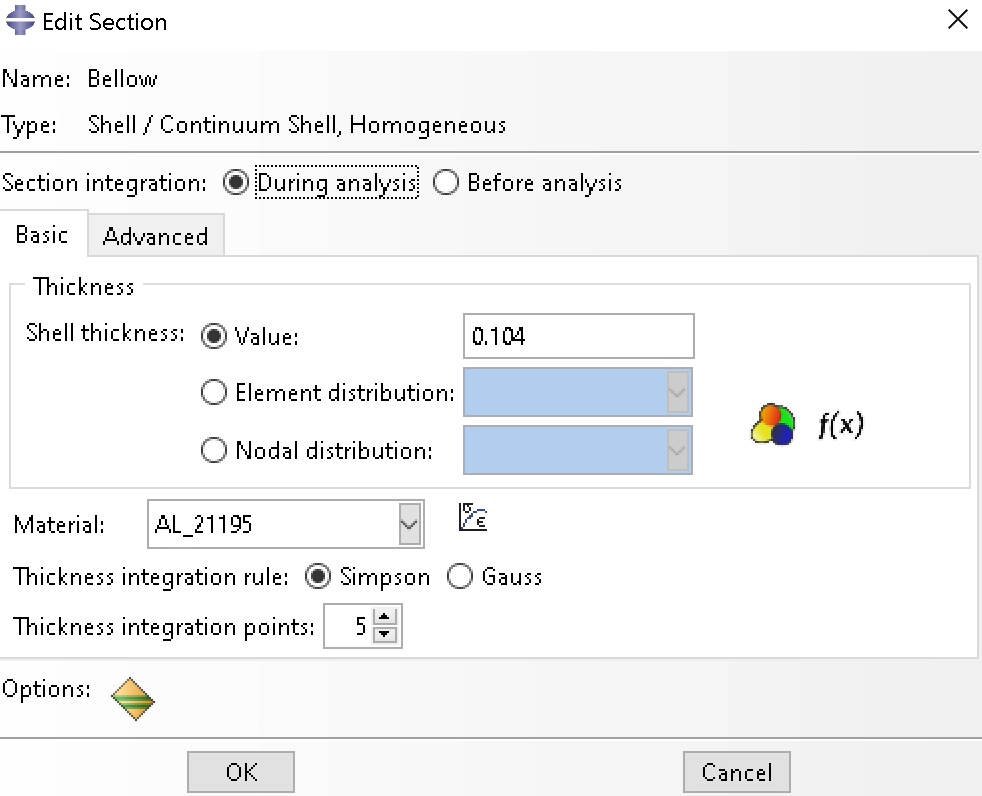 Edit Section
Name: Bellow
Type: Shell / Continuum Shell, Homogeneous
Section integration: During analysis Before analysis
Basic Advanced
Thickness
Shell thickness: Value: 0.104
Element distribution:
Nodal distribution:
f(x)
Material: AL_21195
σ ε
Thickness integration rule: Simpson Gauss
Thickness integration points: 5
Options:
OK Cancel